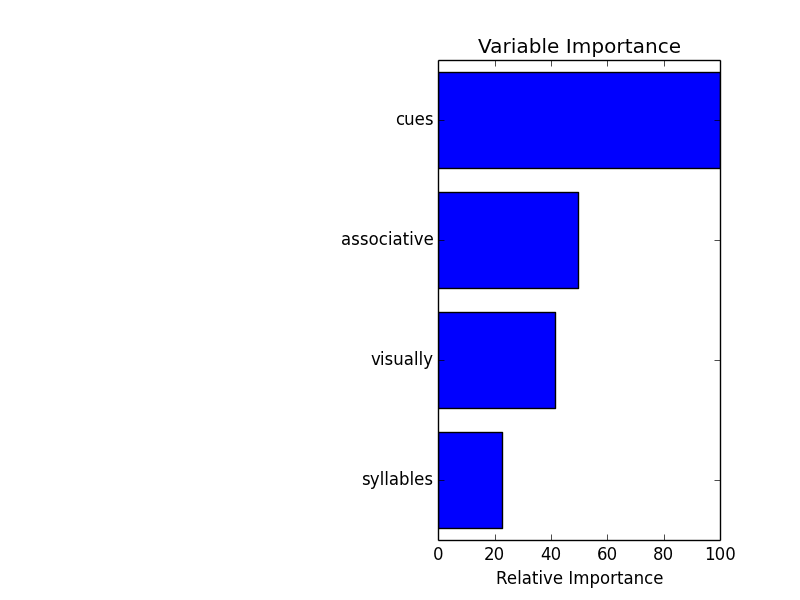 Variable Importance
cues
associative
visually
syllables
0 20 40 60 80 100
Relative Importance